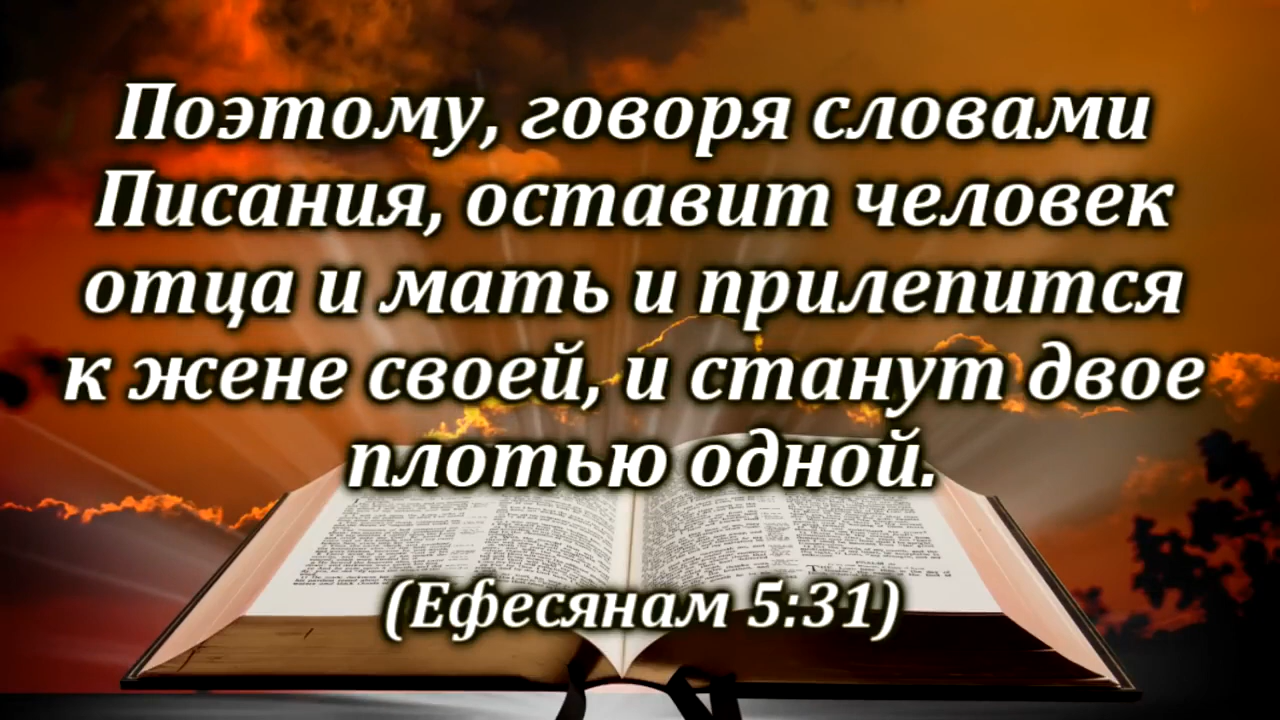 Поэтому, говоря словами
Писания, оставит человек
отца и мать и прилепится
к жене своей, и станут двое
плотью одной.
(Ефесянам 5:31)